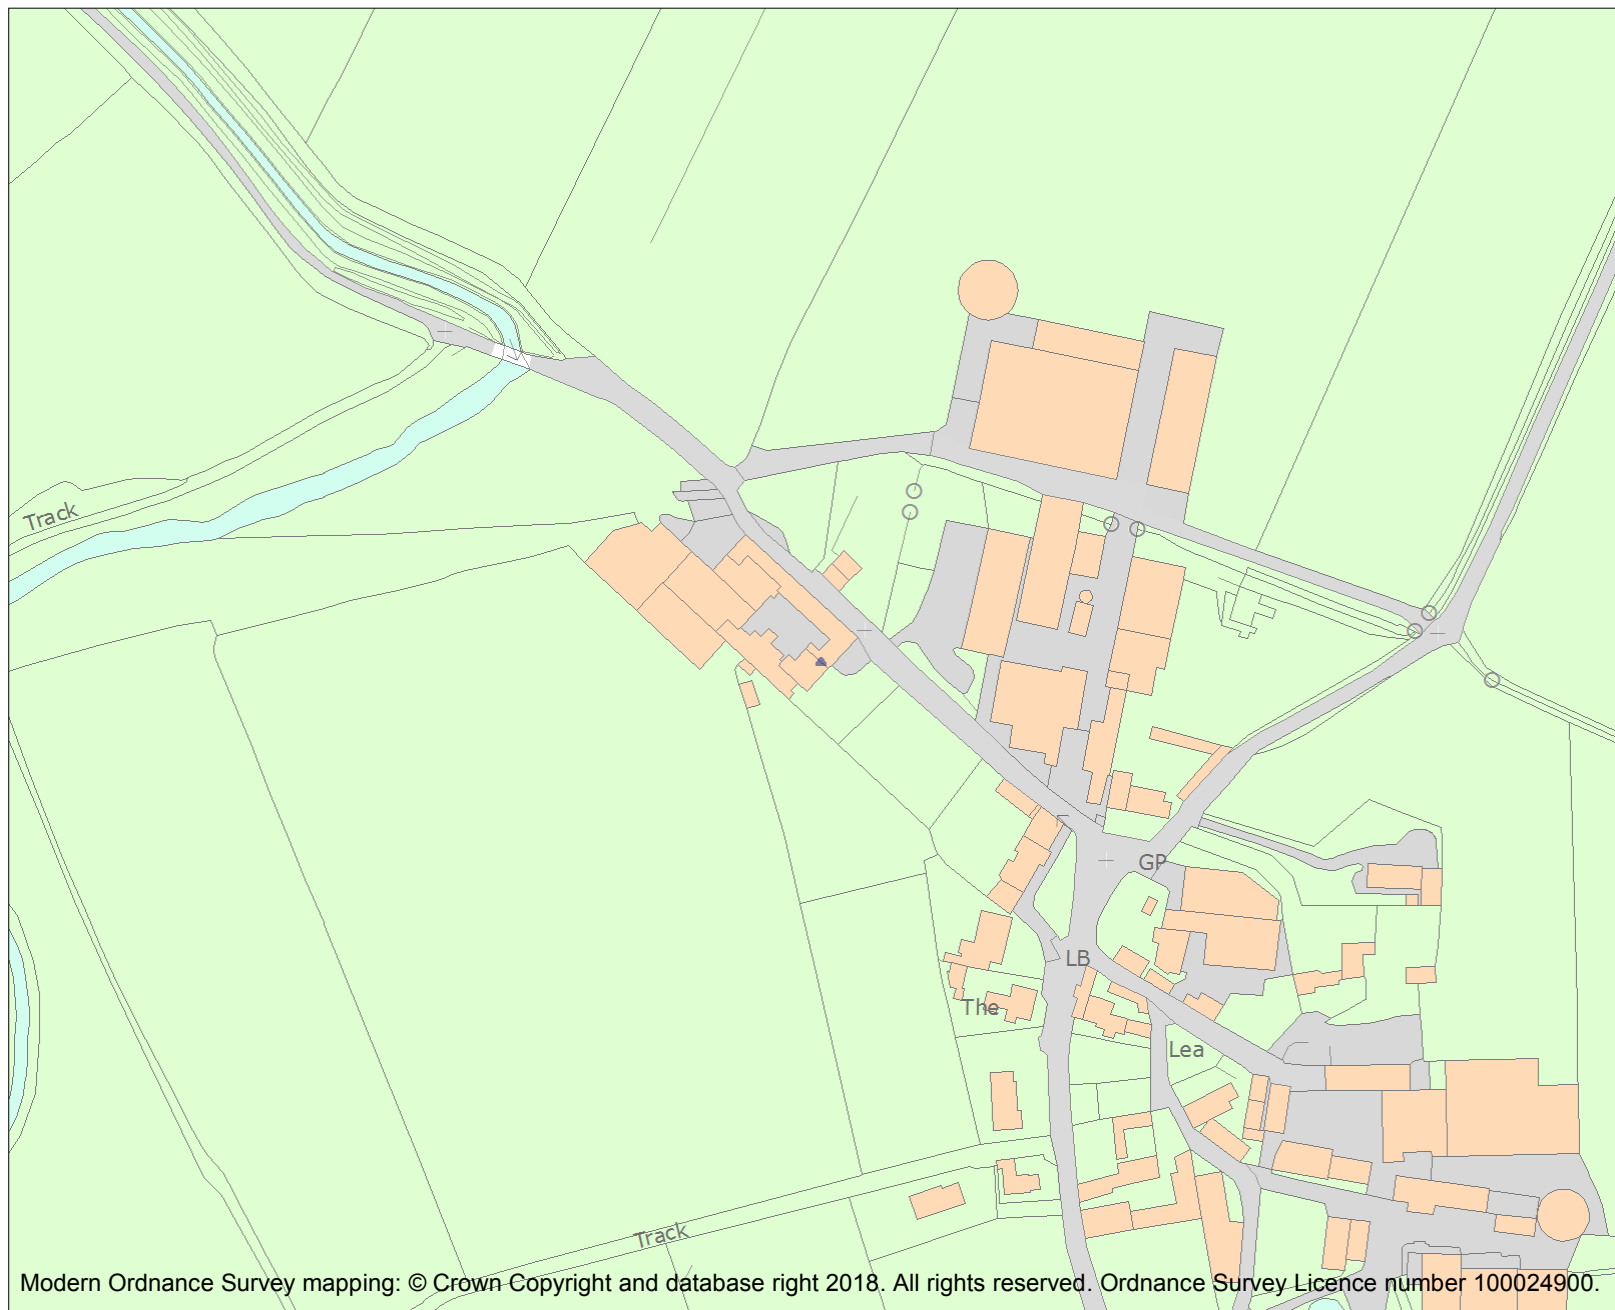 Track
GP
LB
The
Lea
Track
Modern Ordnance Survey mapping: © Crown Copyright and database right 2018. All rights reserved. Ordnance Survey Licence number 100024900.